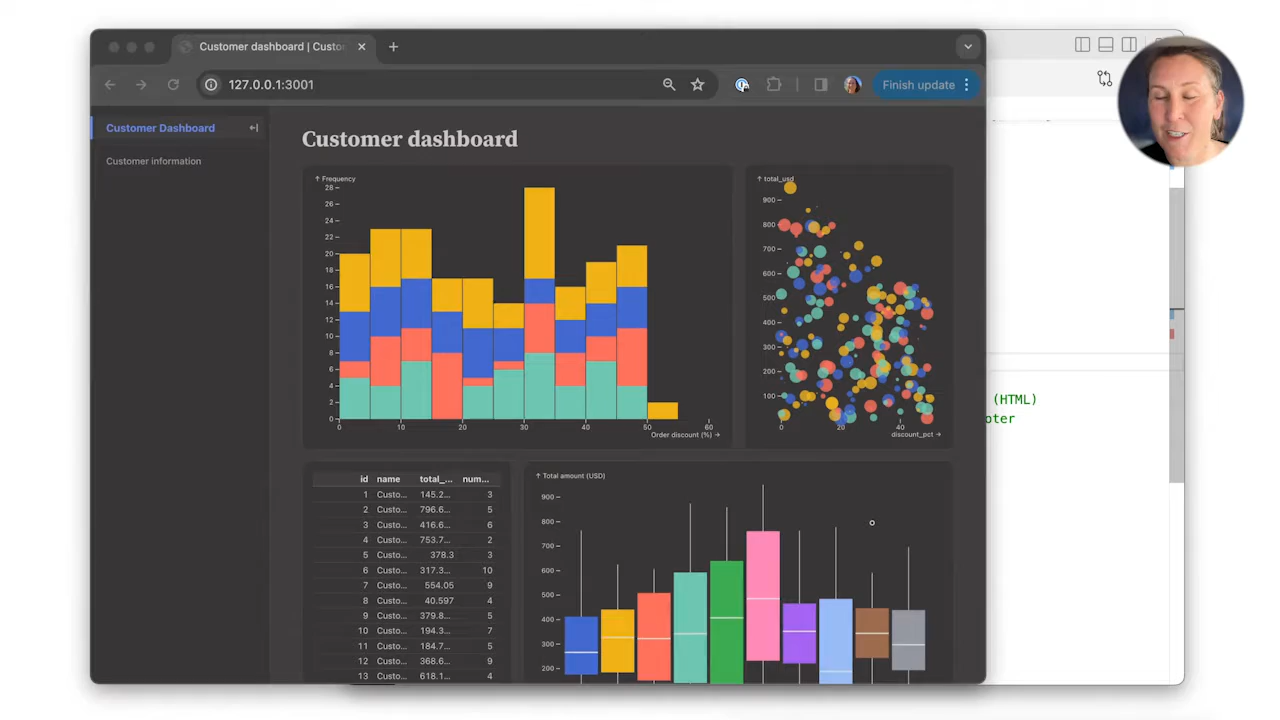 Customer dashboard | Custo
127.0.0.1:3001
Finish update
Customer Dashboard
Customer information
Customer dashboard
↑ Frequency
28
26
24
22
20
18
16
14
12
10
8
6
4
2
0
0 10 20 30 40 50 60
Order discount (%) →
↑ total_usd
900
800
700
600
500
400
300
200
100
0 20 40
discount_pct →
id name total_... num...
1 Custo... 145.2... 3
2 Custo... 796.6... 5
3 Custo... 416.6... 6
4 Custo... 753.7... 2
5 Custo... 378.3 3
6 Custo... 317.3... 10
7 Custo... 554.05 9
8 Custo... 40.597 4
9 Custo... 379.8... 5
10 Custo... 194.3... 7
11 Custo... 184.7... 5
12 Custo... 368.6... 9
13 Custo... 618.1... 4
↑ Total amount (USD)
900
800
700
600
500
400
300
200
(HTML)
oter